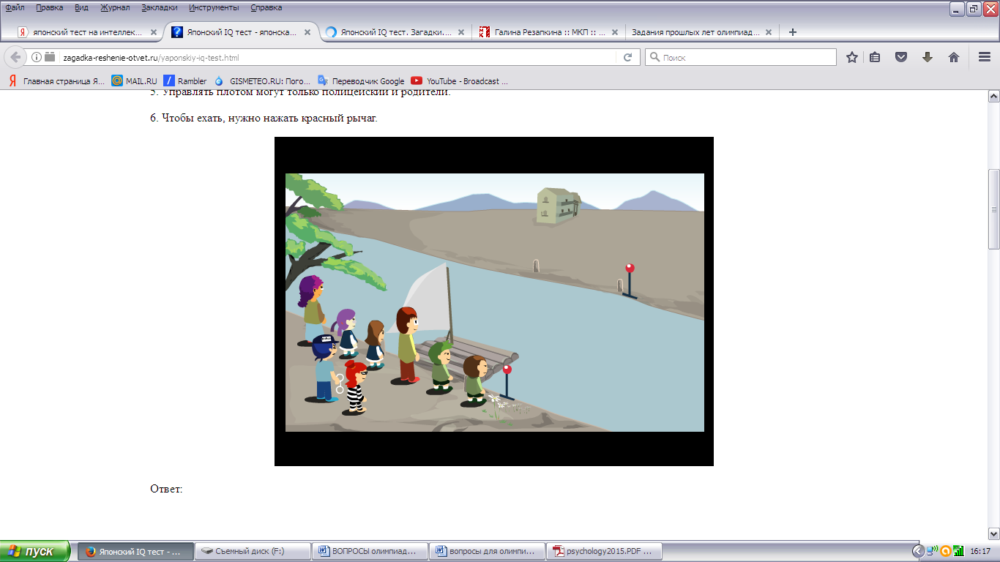 Файл Правка Вид Журнал Закладки Инструменты Справка
японский тест на интеллек...
Японский IQ тест - японска...
Японский IQ тест. Загадки...
Галина Резапкина :: МКП :: ...
Задания прошлых лет олимпиад...
zagadka-reshenie-otvet.ru/yaponskiy-iq-test.html
Поиск
Главная страница Я...
MAIL.RU
Rambler
GISMETEO.RU: Пого...
Переводчик Google
YouTube - Broadcast ...
5. Управлять плотом могут только полицейский и родители.
6. Чтобы ехать, нужно нажать красный рычаг.
Ответ:
пуск
Японский IQ тест - ...
Съемный диск (F:)
ВОПРОСЫ олимпиад...
вопросы для олимпи...
psychology2015.PDF ...
16:17